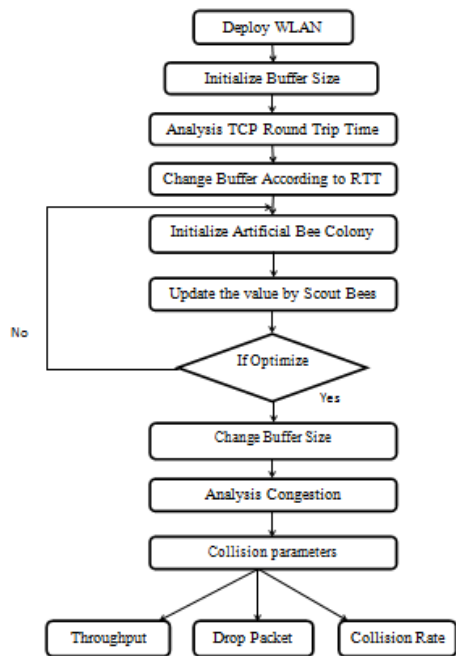 Deploy WLAN
Initialize Buffer Size
Analysis TCP Round Trip Time
Change Buffer According to RTT
Initialize Artificial Bee Colony
Update the value by Scout Bees
No
If Optimize
Yes
Change Buffer Size
Analysis Congestion
Collision parameters
Throughput
Drop Packet
Collision Rate